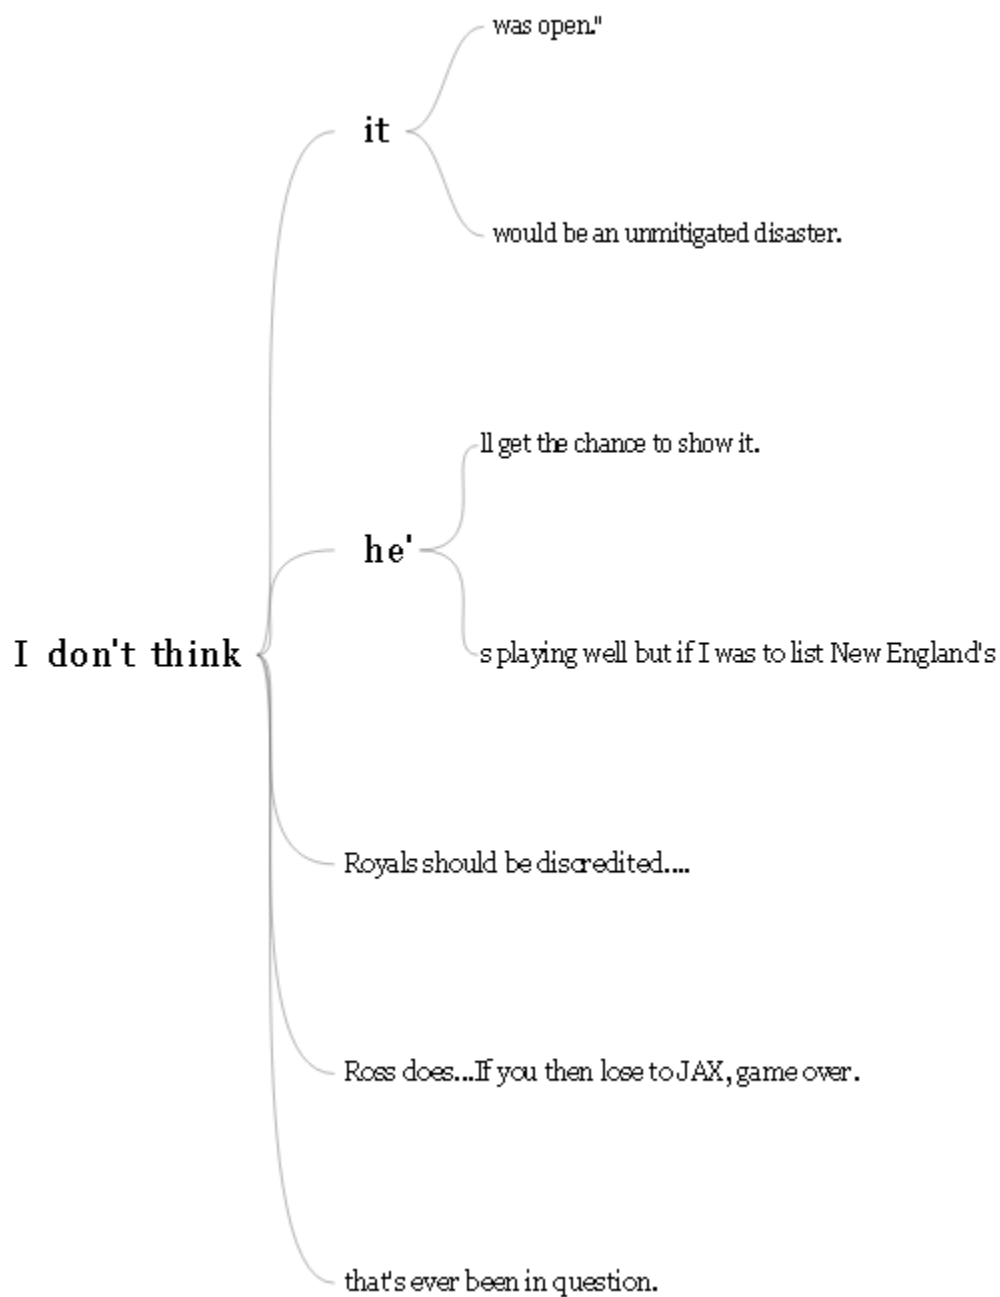 was open."
it
would be an unmitigated disaster.
ll get the chance to show it.
he'
I don't think
s playing well but if I was to list New England's
Royals should be discredited....
Ross does...If you then lose to JAX, game over.
that's ever been in question.